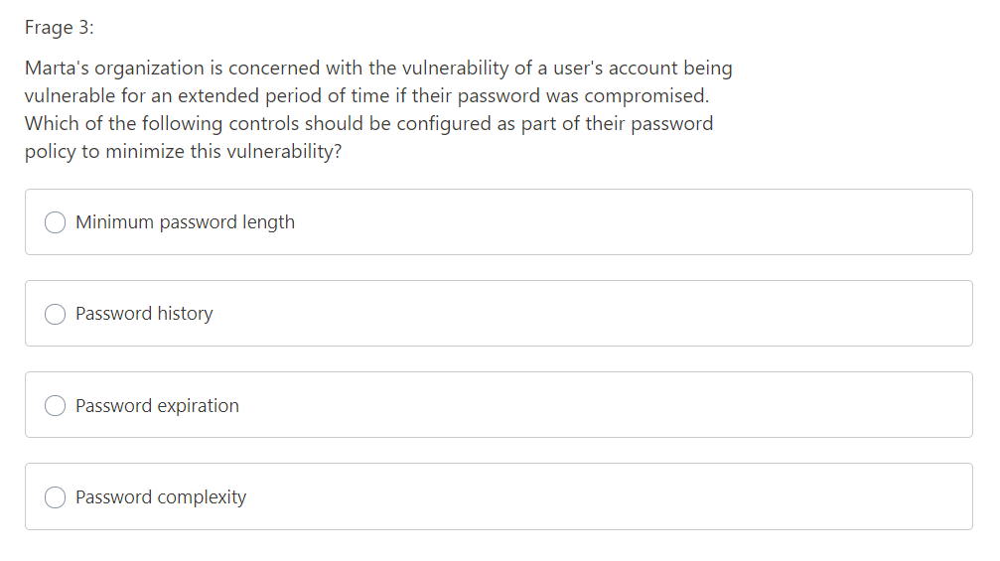 Frage 3:
Marta's organization is concerned with the vulnerability of a user's account being
vulnerable for an extended period of time if their password was compromised.
Which of the following controls should be configured as part of their password
policy to minimize this vulnerability?
Minimum password length
Password history
Password expiration
Password complexity